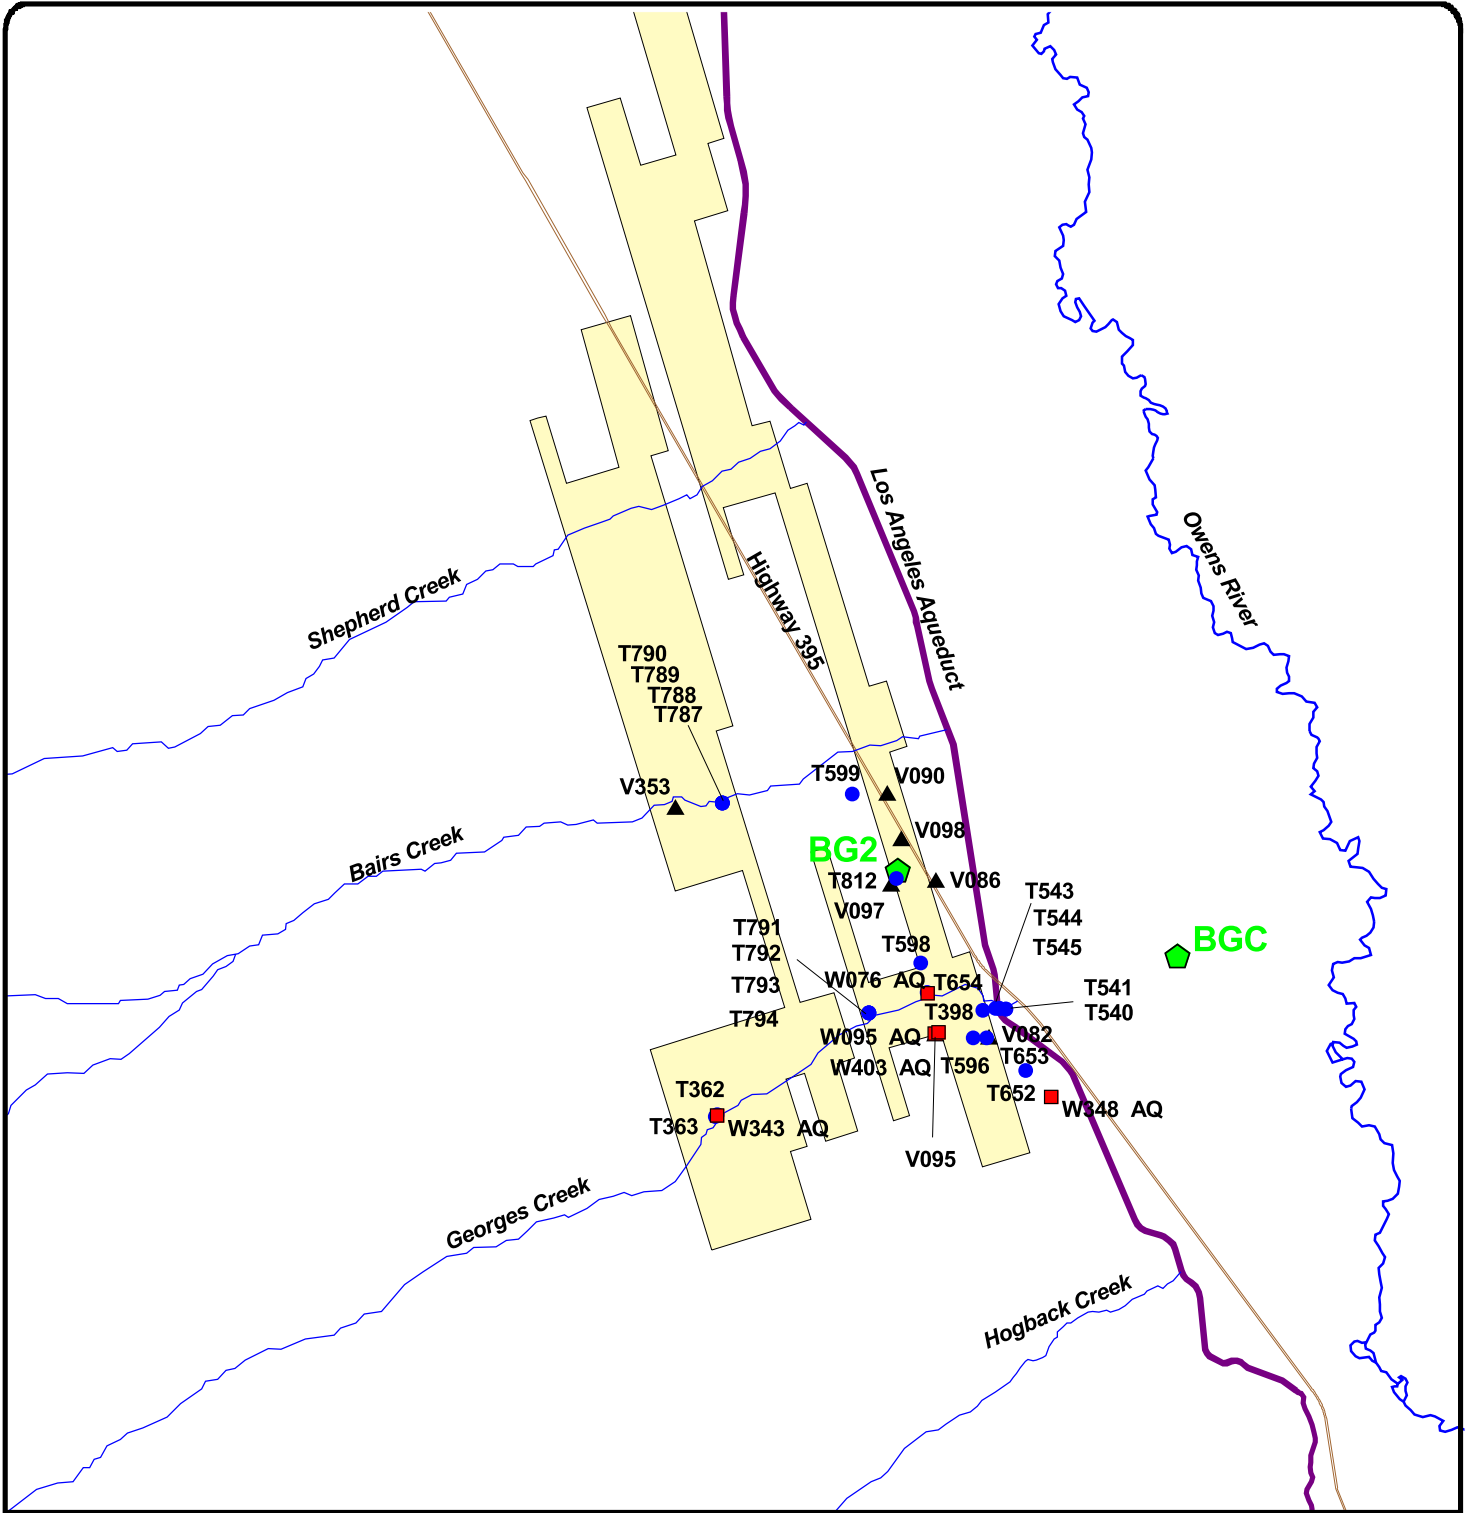 Los Angeles Aqueduct
Owens River
Highway 395
Shepherd Creek
T790
T789
T788
T787
V353
T599
V090
V098
Bairs Creek
BG2
T812
V086
V097
T543
T544
T545
T791
T792
T793
T794
T598
BGC
W076 AQ
T654
T398
T541
T540
W095 AQ
V082
T653
W403 AQ
T596
T652
T362
T363
W343 AQ
W348 AQ
V095
Georges Creek
Hogback Creek